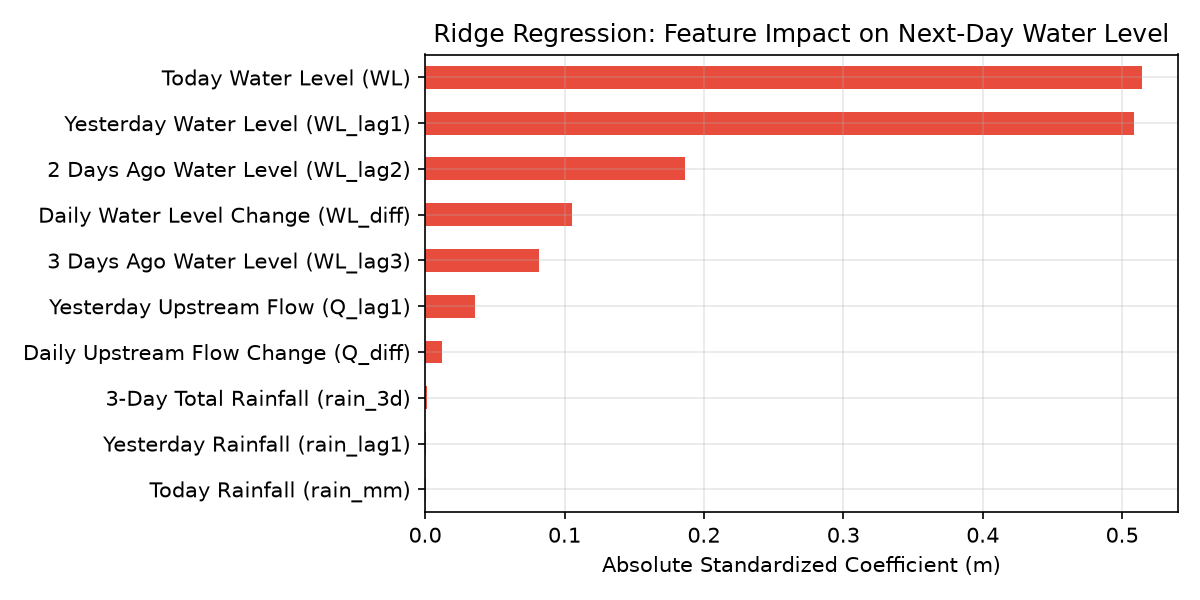 Ridge Regression: Feature Impact on Next-Day Water Level
Today Water Level (WL)
Yesterday Water Level (WL_lag1)
2 Days Ago Water Level (WL_lag2)
Daily Water Level Change (WL_diff)
3 Days Ago Water Level (WL_lag3)
Yesterday Upstream Flow (Q_lag1)
Daily Upstream Flow Change (Q_diff)
3-Day Total Rainfall (rain_3d)
Yesterday Rainfall (rain_lag1)
Today Rainfall (rain_mm)
0.0 0.1 0.2 0.3 0.4 0.5
Absolute Standardized Coefficient (m)